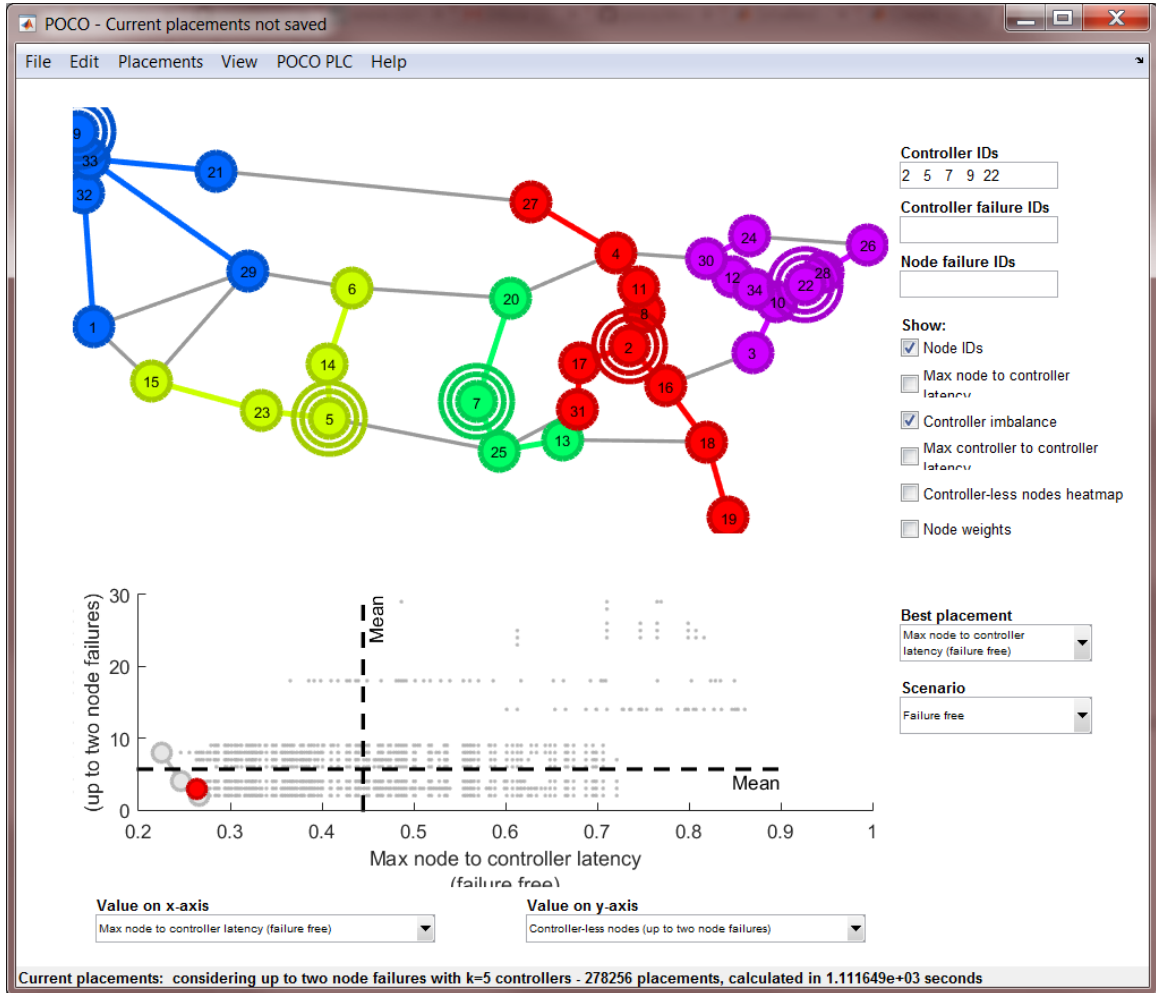 POCO - Current placements not saved
File Edit Placements View POCO PLC Help
9
33
21
32
27
24
26
4
30
29
12
28
6
11
34
22
20
10
8
1
2
3
14
17
15
16
7
23
5
31
13
18
25
19
Controller IDs
2 5 7 9 22
Controller failure IDs
Node failure IDs
Show:
Node IDs
Max node to controller
latency
Controller imbalance
Max controller to controller
latency
Controller-less nodes heatmap
Node weights
Best placement
Max node to controller
latency (failure free)
Scenario
Failure free
(up to two node failures)
30
20
10
0
Mean
Mean
0.2 0.3 0.4 0.5 0.6 0.7 0.8 0.9 1
Max node to controller latency
(failure free)
Value on x-axis
Max node to controller latency (failure free)
Value on y-axis
Controller-less nodes (up to two node failures)
Current placements: considering up to two node failures with k=5 controllers - 278256 placements, calculated in 1.111649e+03 seconds